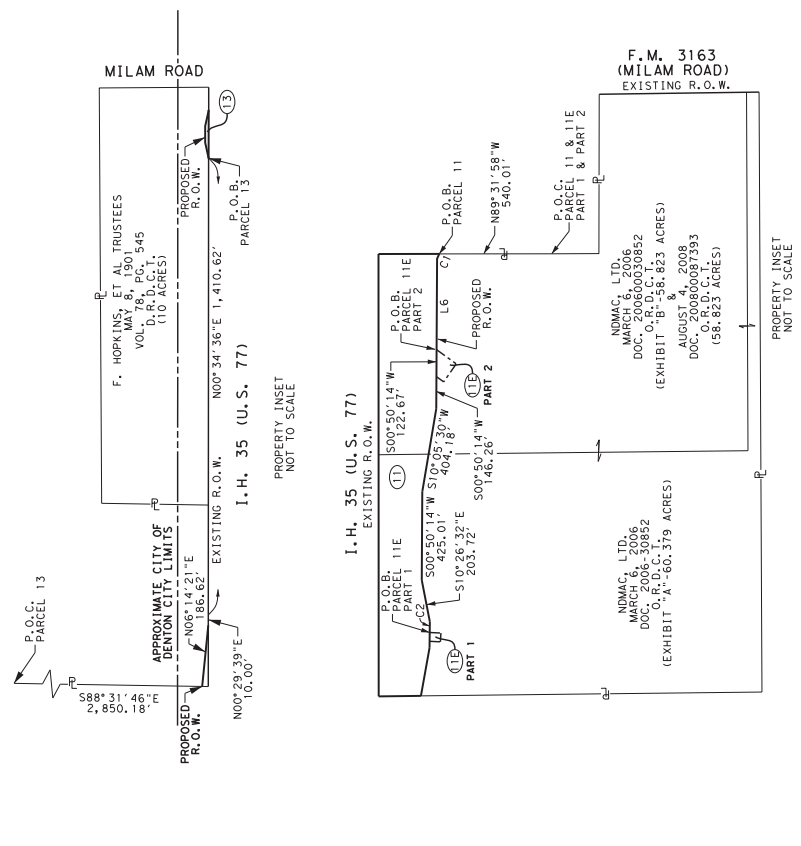 MILAM ROAD
13
PROPOSED
R.O.W.
P.O.B.
PARCEL 13
F. HOPKINS, ET AL TRUSTEES
MAY 8, 1901
VOL. 78, PG. 545
D.R.D.C.T.
(10 ACRES)
N00°34'36"E 1,410.62'
I.H. 35 (U.S. 77)
EXISTING R.O.W.
PROPERTY INSET
NOT TO SCALE
APPROXIMATE CITY OF
DENTON CITY LIMITS
N06°14'21"E
186.62'
P.O.C.
PARCEL 13
S88°31'46"E
2,850.18'
N00°29'39"E
10.00'
PROPOSED
R.O.W.
F.M. 3163
(MILAM ROAD)
EXISTING R.O.W.
P.O.B.
PARCEL 11
N89°31'58"W
540.01'
P.O.C.
PARCEL 11 & 11E
PART 1 & PART 2
C1
L6
P.O.B.
PARCEL 11E
PART 2
PROPOSED
R.O.W.
11E
PART 2
S00°50'14"W
122.67'
I.H. 35 (U.S. 77)
EXISTING R.O.W.
11
S10°05'30"W
404.18'
S00°50'14"W
146.26'
S00°50'14"W
425.01'
S10°26'32"E
203.72'
P.O.B.
PARCEL 11E
PART 1
C2
11E
PART 1
NDMAC, LTD.
MARCH 6, 2006
DOC. 200600030852
O.R.D.C.T.
(EXHIBIT "B"-58.823 ACRES)
&
AUGUST 4, 2008
DOC. 200800087393
O.R.D.C.T.
(58.823 ACRES)
NDMAC, LTD.
MARCH 6, 2006
DOC. 2006-30852
O.R.D.C.T.
(EXHIBIT "A"-60.379 ACRES)
PROPERTY INSET
NOT TO SCALE